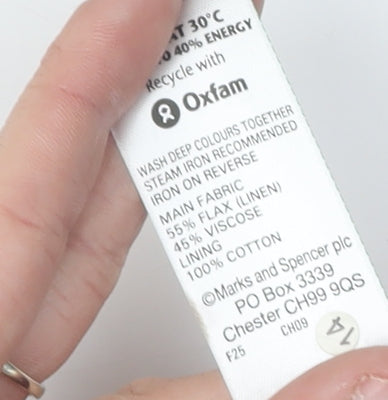 AT 30°C
TO 40% ENERGY
Recycle with
Oxfam
WASH DEEP COLOURS TOGETHER
STEAM IRON RECOMMENDED
IRON ON REVERSE
MAIN FABRIC
55% FLAX (LINEN)
45% VISCOSE
LINING
100% COTTON
©Marks and Spencer plc
PO Box 3339
Chester CH99 9QS
F25 CH09